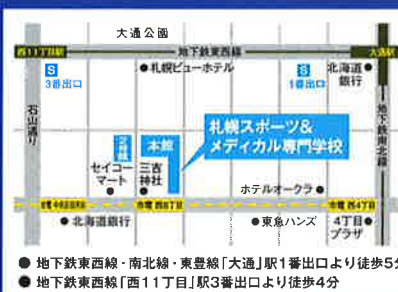 大通公園
西11丁目駅
地下鉄東西線
大通駅
S
3番出口
●札幌ビューホテル
S
1番出口
北海道●
銀行
石山通り
地下鉄南北線
札幌スポーツ&
メディカル専門学校
本館
2号館
セイコー
マート
三吉
神社
ホテルオークラ●
市電 西8丁目
市電 西4丁目
●北海道銀行
●東急ハンズ
4丁目●
プラザ
● 地下鉄東西線・南北線・東豊線「大通」駅1番出口より徒歩5分
● 地下鉄東西線「西11丁目」駅3番出口より徒歩4分